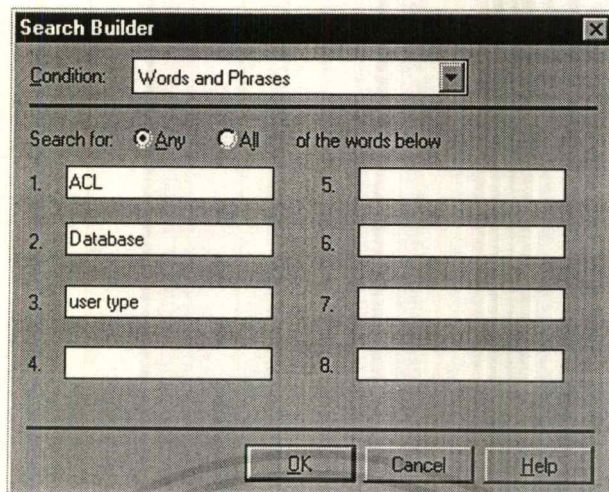 Search Builder
Condition: Words and Phrases
Search for: Any All of the words below
1. ACL 5.
2. Database 6.
3. user type 7.
4. 8.
OK Cancel Help